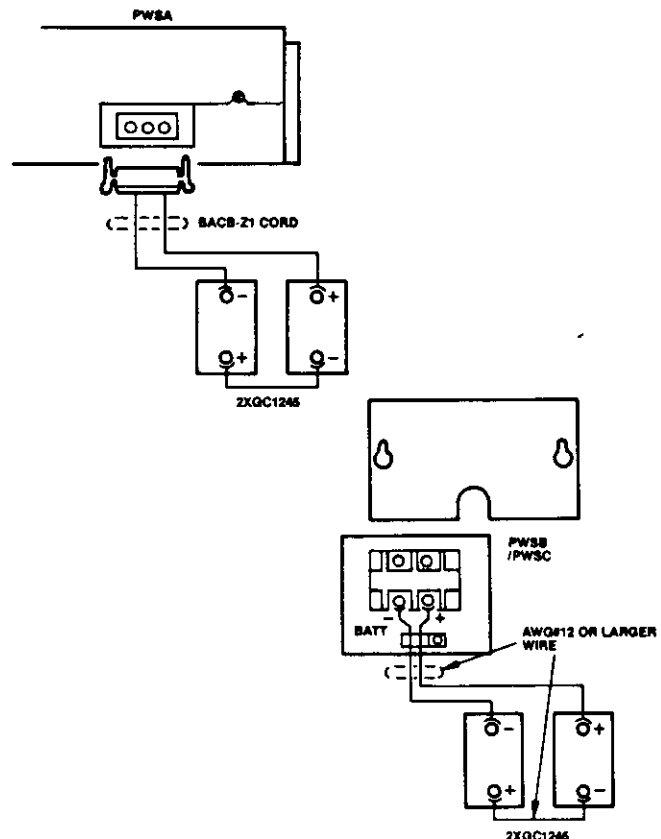 PWSA
BACB-Z1 CORD
- +
+ -
2XGC1245
PWSB
/PWSC
- +
BATT
AWG#12 OR LARGER
WIRE
- +
+ -
2XGC1245